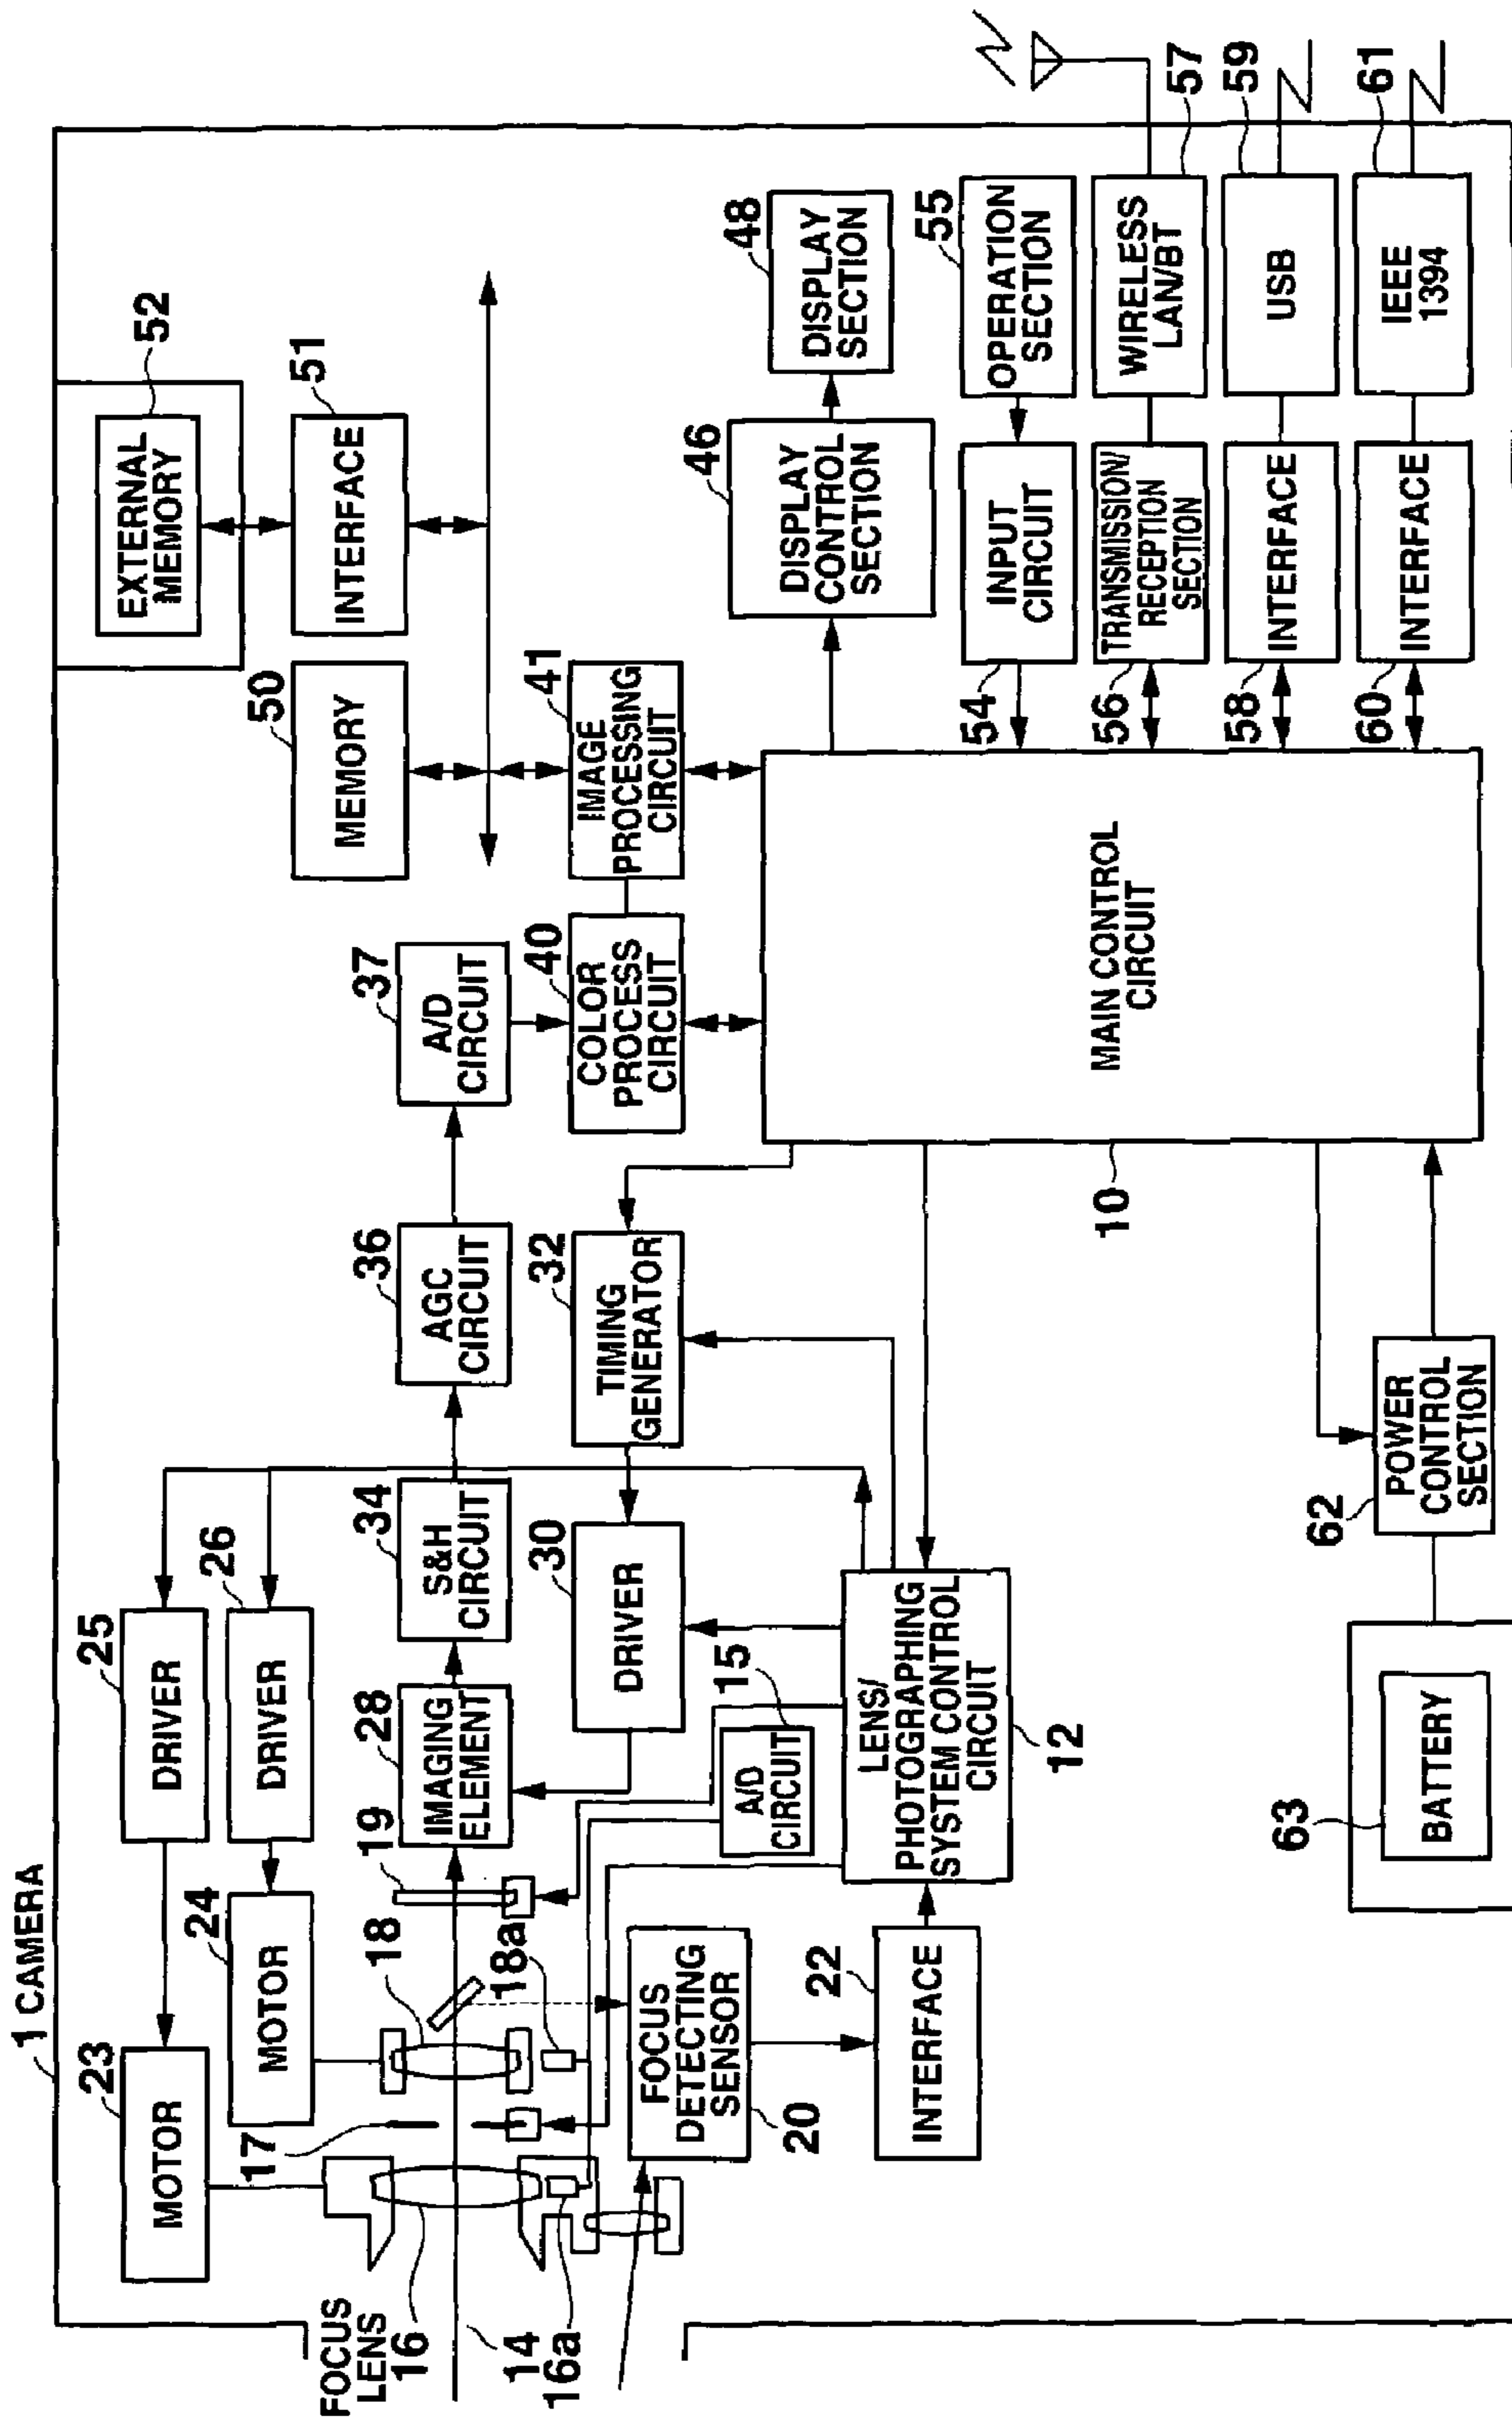 1 CAMERA
23
MOTOR
25
DRIVER
24
MOTOR
26
DRIVER
FOCUS
LENS
16
17
18
19
14
16a
18a
28
IMAGING
ELEMENT
34
S&H
CIRCUIT
36
AGC
CIRCUIT
37
A/D
CIRCUIT
30
DRIVER
32
TIMING
GENERATOR
40
COLOR
PROCESS
CIRCUIT
41
IMAGE
PROCESSING
CIRCUIT
50
MEMORY
51
INTERFACE
52
EXTERNAL
MEMORY
20
FOCUS
DETECTING
SENSOR
15
A/D
CIRCUIT
22
INTERFACE
12
LENS/
PHOTOGRAPHING
SYSTEM CONTROL
CIRCUIT
10
MAIN CONTROL
CIRCUIT
46
DISPLAY
CONTROL
SECTION
48
DISPLAY
SECTION
54
INPUT
CIRCUIT
55
OPERATION
SECTION
56
TRANSMISSION/
RECEPTION
SECTION
57
WIRELESS
LAN/BT
58
INTERFACE
59
USB
60
INTERFACE
61
IEEE
1394
62
POWER
CONTROL
SECTION
63
BATTERY